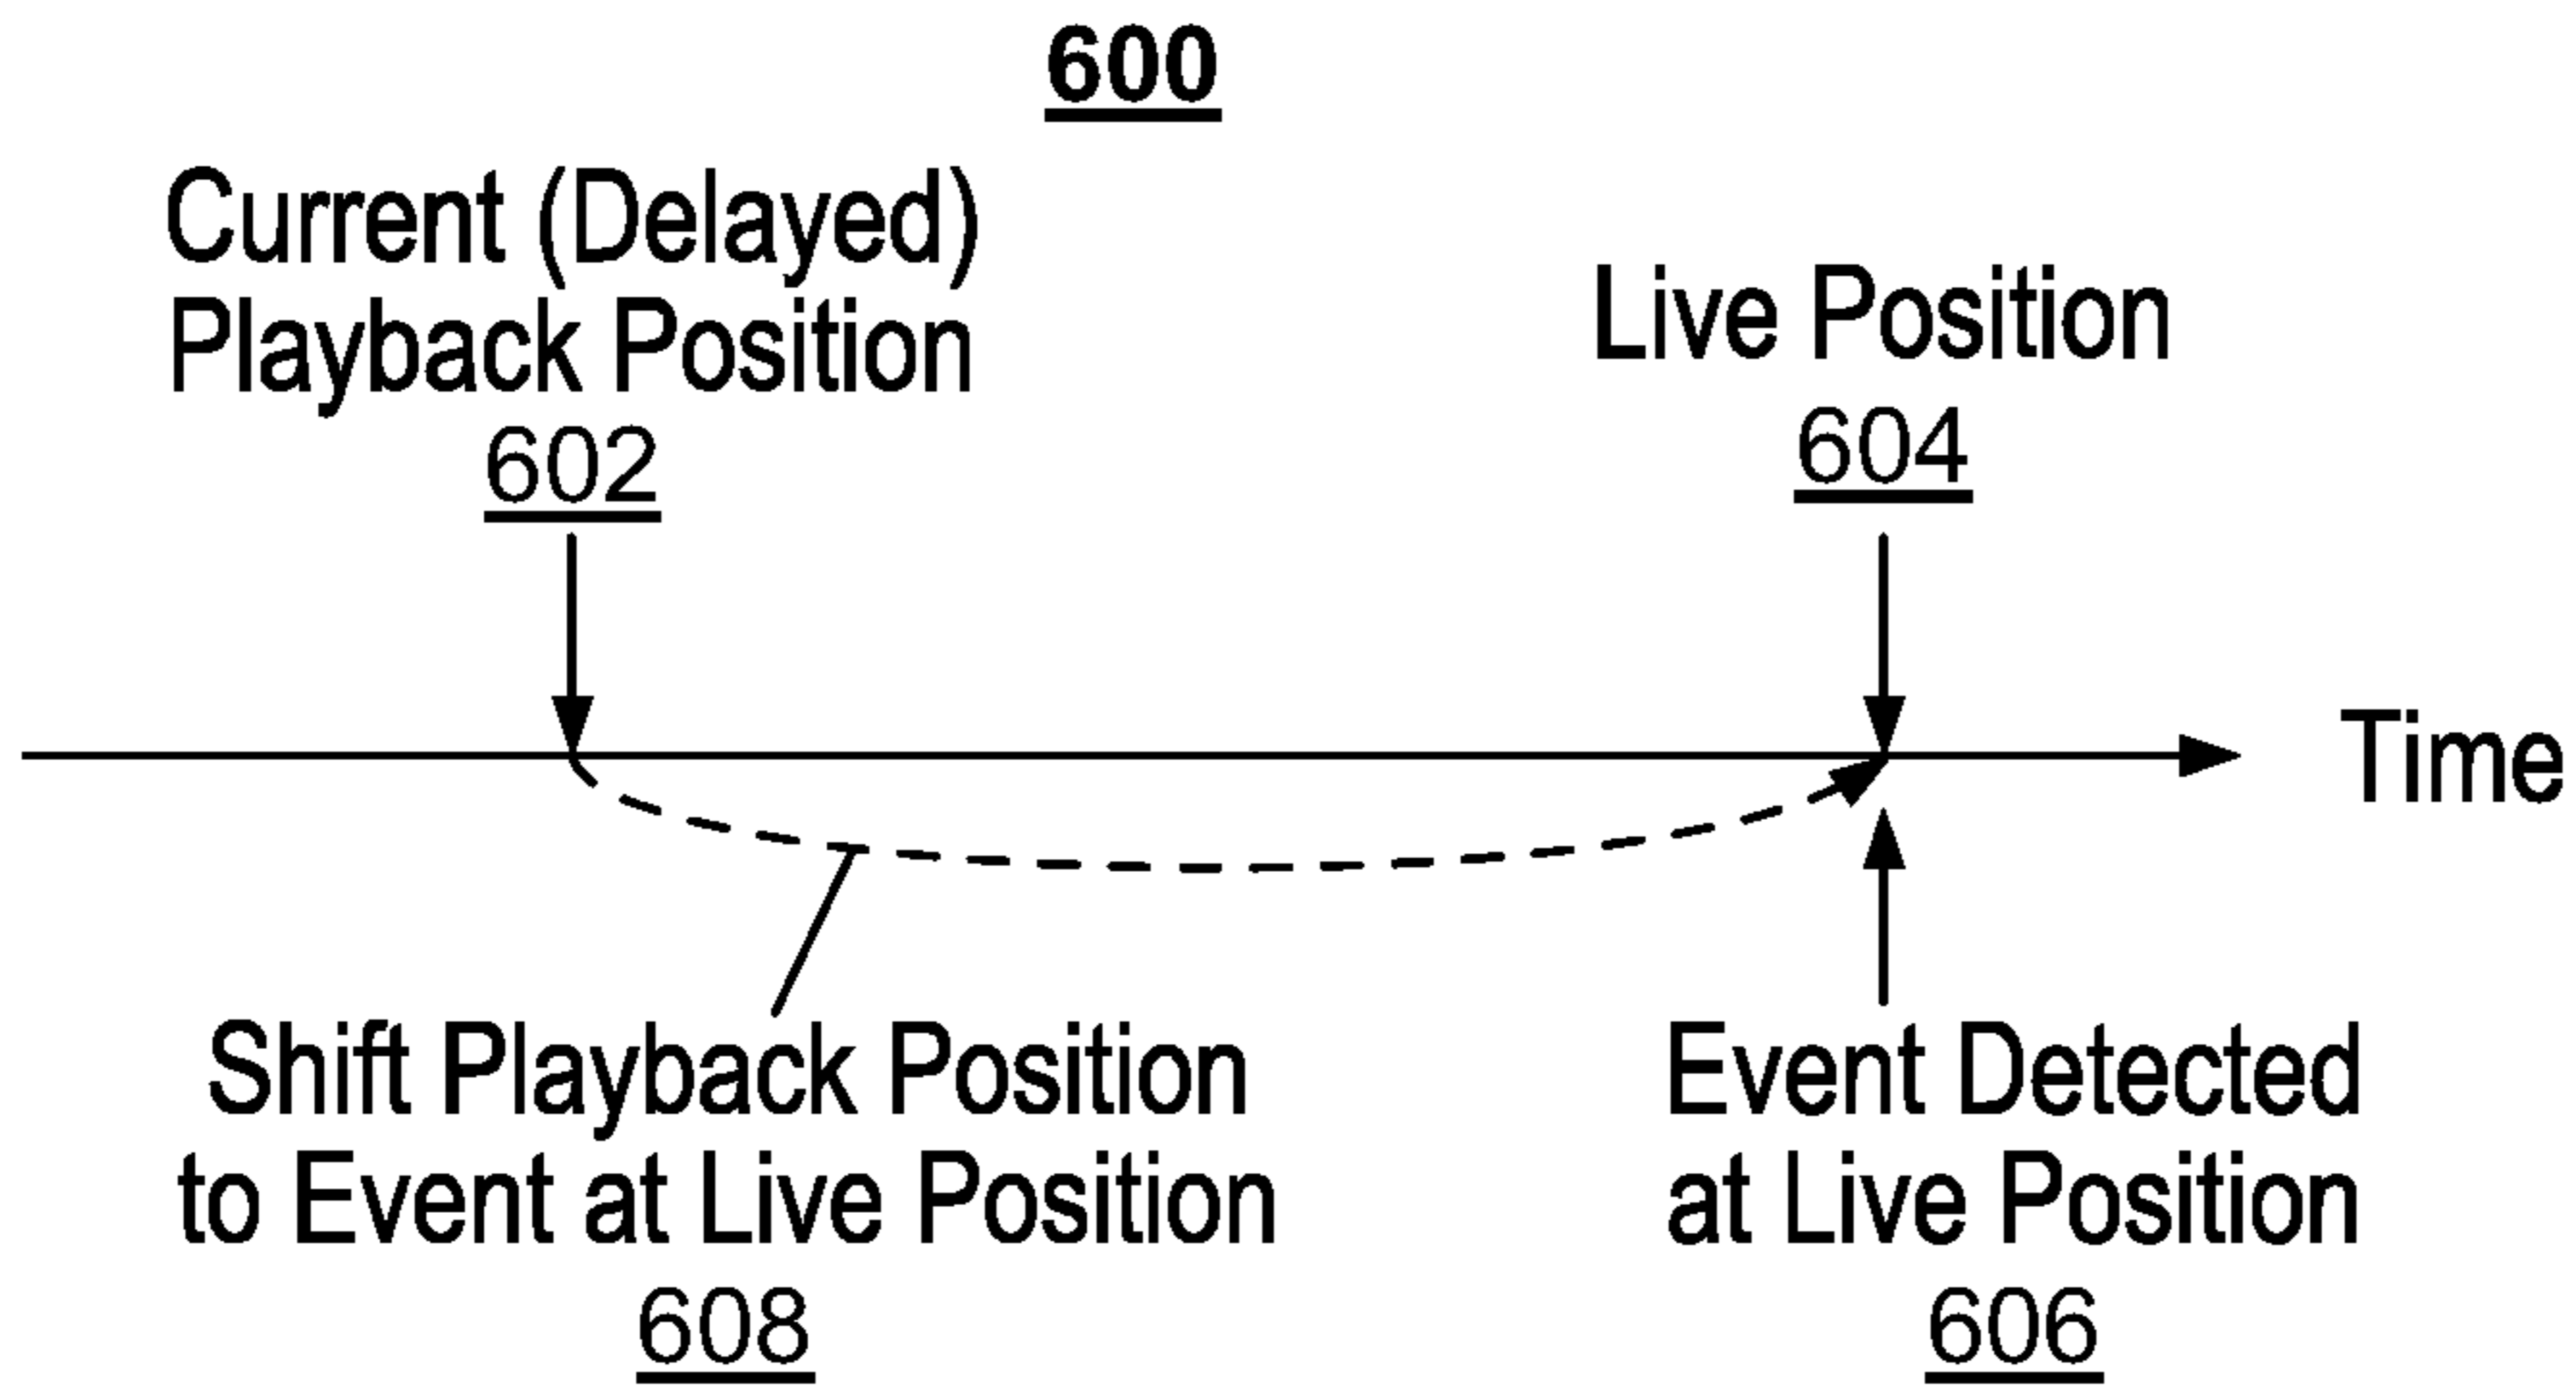 600
Current (Delayed)
Playback Position
602
Live Position
604
Time
Shift Playback Position
to Event at Live Position
608
Event Detected
at Live Position
606